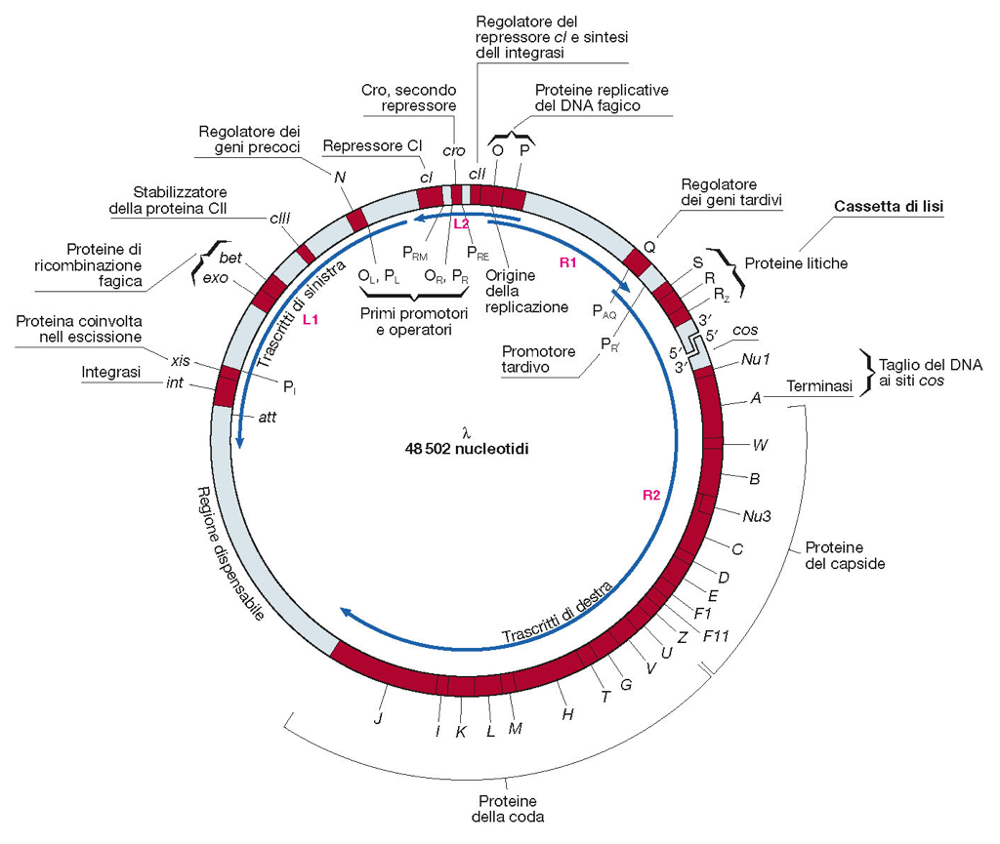 Regolatore del
repressore cI e sintesi
dell integrasi
Cro, secondo
repressore
Proteine replicative
del DNA fagico
Regolatore dei
geni precoci
Repressore CI
cro
cII
O
P
N
cI
Regolatore
dei geni tardivi
Stabilizzatore
della proteina CII
cIII
Cassetta di lisi
Proteine di
ricombinazione
fagica
bet
exo
L2
R1
Q
S
R
RZ
Proteine litiche
PRM
PRE
OL, PL
OR, PR
Origine
della
replicazione
Primi promotori
e operatori
PAQ
PR′
Promotore
tardivo
3′
5′
5′
3′
cos
Trascritti di sinistra
L1
Proteina coinvolta
nell escissione
xis
Integrasi
int
PI
att
Nu1
A
Terminasi
Taglio del DNA
ai siti cos
λ
48 502 nucleotidi
W
B
R2
Nu3
C
D
E
F1
F11
Z
U
V
G
T
H
M
L
K
I
J
Proteine
del capside
Regione dispensabile
Trascritti di destra
Proteine
della coda